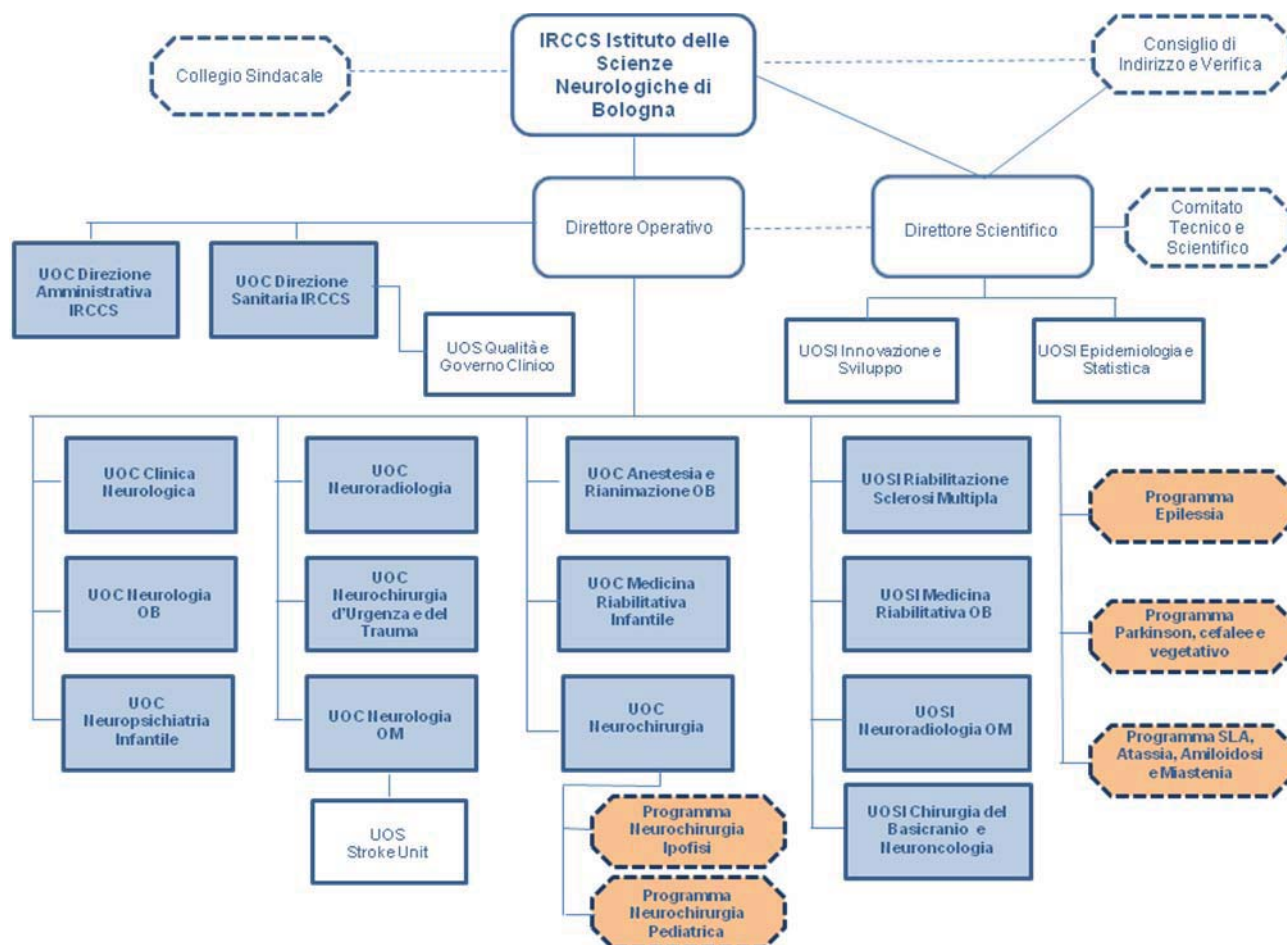 IRCCS Istituto delle
Scienze
Neurologiche di
Bologna
Collegio Sindacale
Consiglio di
Indirizzo e Verifica
Direttore Operativo
Direttore Scientifico
Comitato
Tecnico e
Scientifico
UOC Direzione
Amministrativa
IRCCS
UOC Direzione
Sanitaria IRCCS
UOS Qualità e
Governo Clinico
UOSI Innovazione e
Sviluppo
UOSI Epidemiologia e
Statistica
UOC Clinica
Neurologica
UOC
Neuroradiologia
UOC Anestesia e
Rianimazione OB
UOSI Riabilitazione
Sclerosi Multipla
Programma
Epilessia
UOC Neurologia
OB
UOC
Neurochirurgia
d'Urgenza e del
Trauma
UOC Medicina
Riabilitativa
Infantile
UOSI Medicina
Riabilitativa OB
Programma
Parkinson, cefalee e
vegetativo
UOC
Neuropsichiatria
Infantile
UOC Neurologia
OM
UOC
Neurochirurgia
UOSI
Neuroradiologia OM
Programma SLA,
Atassia, Amiloidosi
e Miastenia
UOS
Stroke Unit
Programma
Neurochirurgia
Ipofisi
UOSI Chirurgia del
Basicranio e
Neuroncologia
Programma
Neurochirurgia
Pediatrica